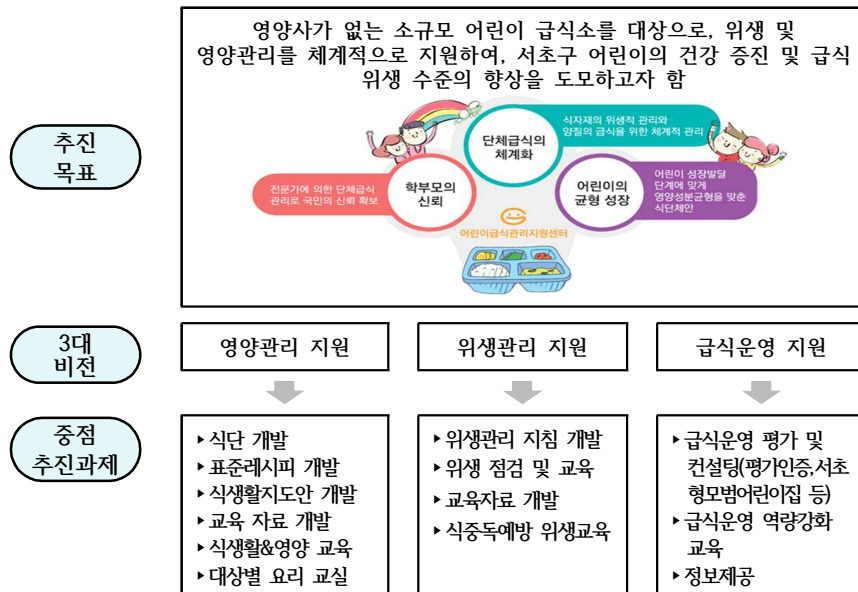 영양사가 없는 소규모 어린이 급식소를 대상으로, 위생 및
영양관리를 체계적으로 지원하여, 서초구 어린이의 건강 증진 및 급식
위생 수준의 향상을 도모하고자 함
추진
목표
단체급식의
체계화
식자재의 위생적 관리와
양질의 급식을 위한 체계적 관리
전문가에 의한 단체급식
관리로 국민의 신뢰 확보
학부모의
신뢰
어린이의
균형 성장
어린이 성장발달
단계에 맞게
영양성분균형을 맞춘
식단제안
어린이급식관리지원센터
3대
비전
영양관리 지원
위생관리 지원
급식운영 지원
중점
추진과제
▸식단 개발
▸표준레시피 개발
▸식생활지도안 개발
▸교육 자료 개발
▸식생활&영양 교육
▸대상별 요리 교실
▸위생관리 지침 개발
▸위생 점검 및 교육
▸교육자료 개발
▸식중독예방 위생교육
▸급식운영 평가 및
컨설팅(평가인증,서초
형모범어린이집 등)
▸급식운영 역량강화
교육
▸정보제공